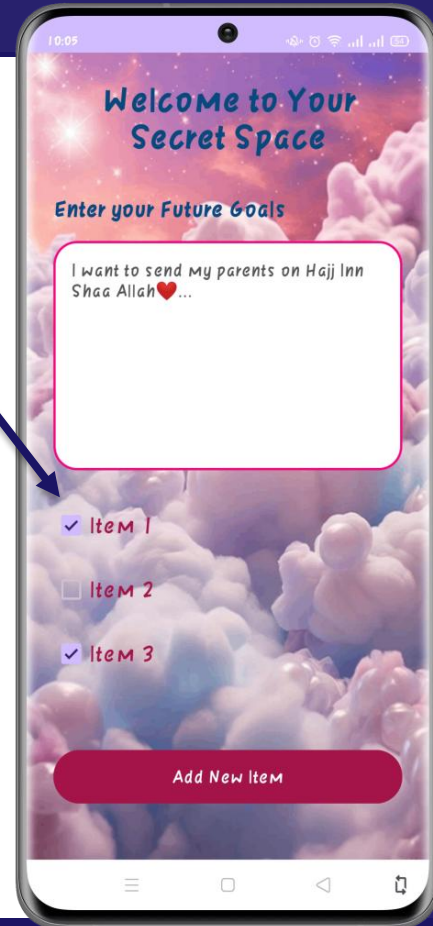 10:05
54
Welcome to Your
Secret Space
Enter your Future Goals
I want to send my parents on Hajj Inn
Shaa Allah❤️...
Item 1
Item 2
Item 3
Add New Item